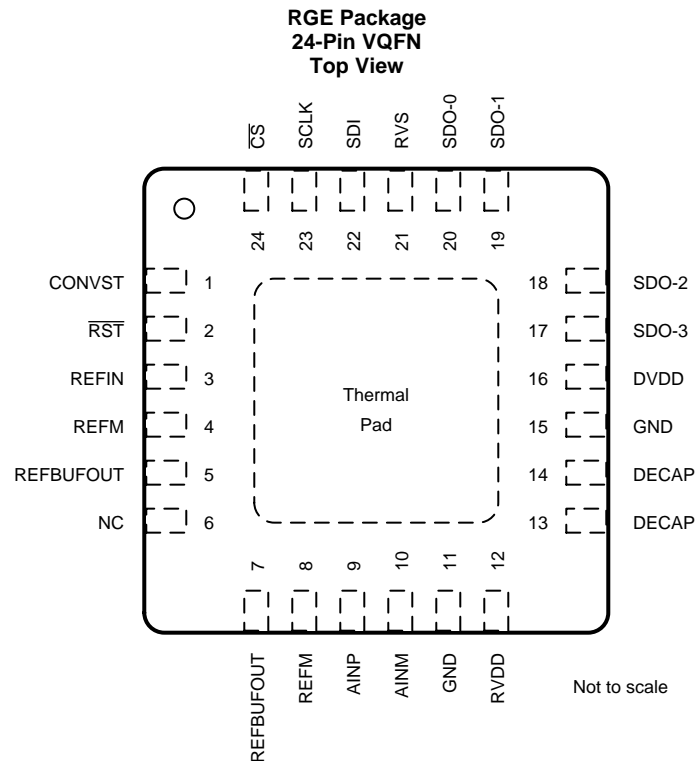 RGE Package
24-Pin VQFN
Top View
CS
SCLK
SDI
RVS
SDO-0
SDO-1
24
23
22
21
20
19
CONVST 1
RST 2
REFIN 3
REFM 4
REFBUFOUT 5
NC 6
Thermal
Pad
18 SDO-2
17 SDO-3
16 DVDD
15 GND
14 DECAP
13 DECAP
7
8
9
10
11
12
REFBUFOUT
REFM
AINP
AINM
GND
RVDD
Not to scale